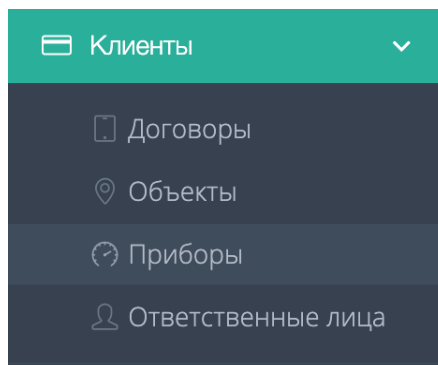 Клиенты
Договоры
Объекты
Приборы
Ответственные лица